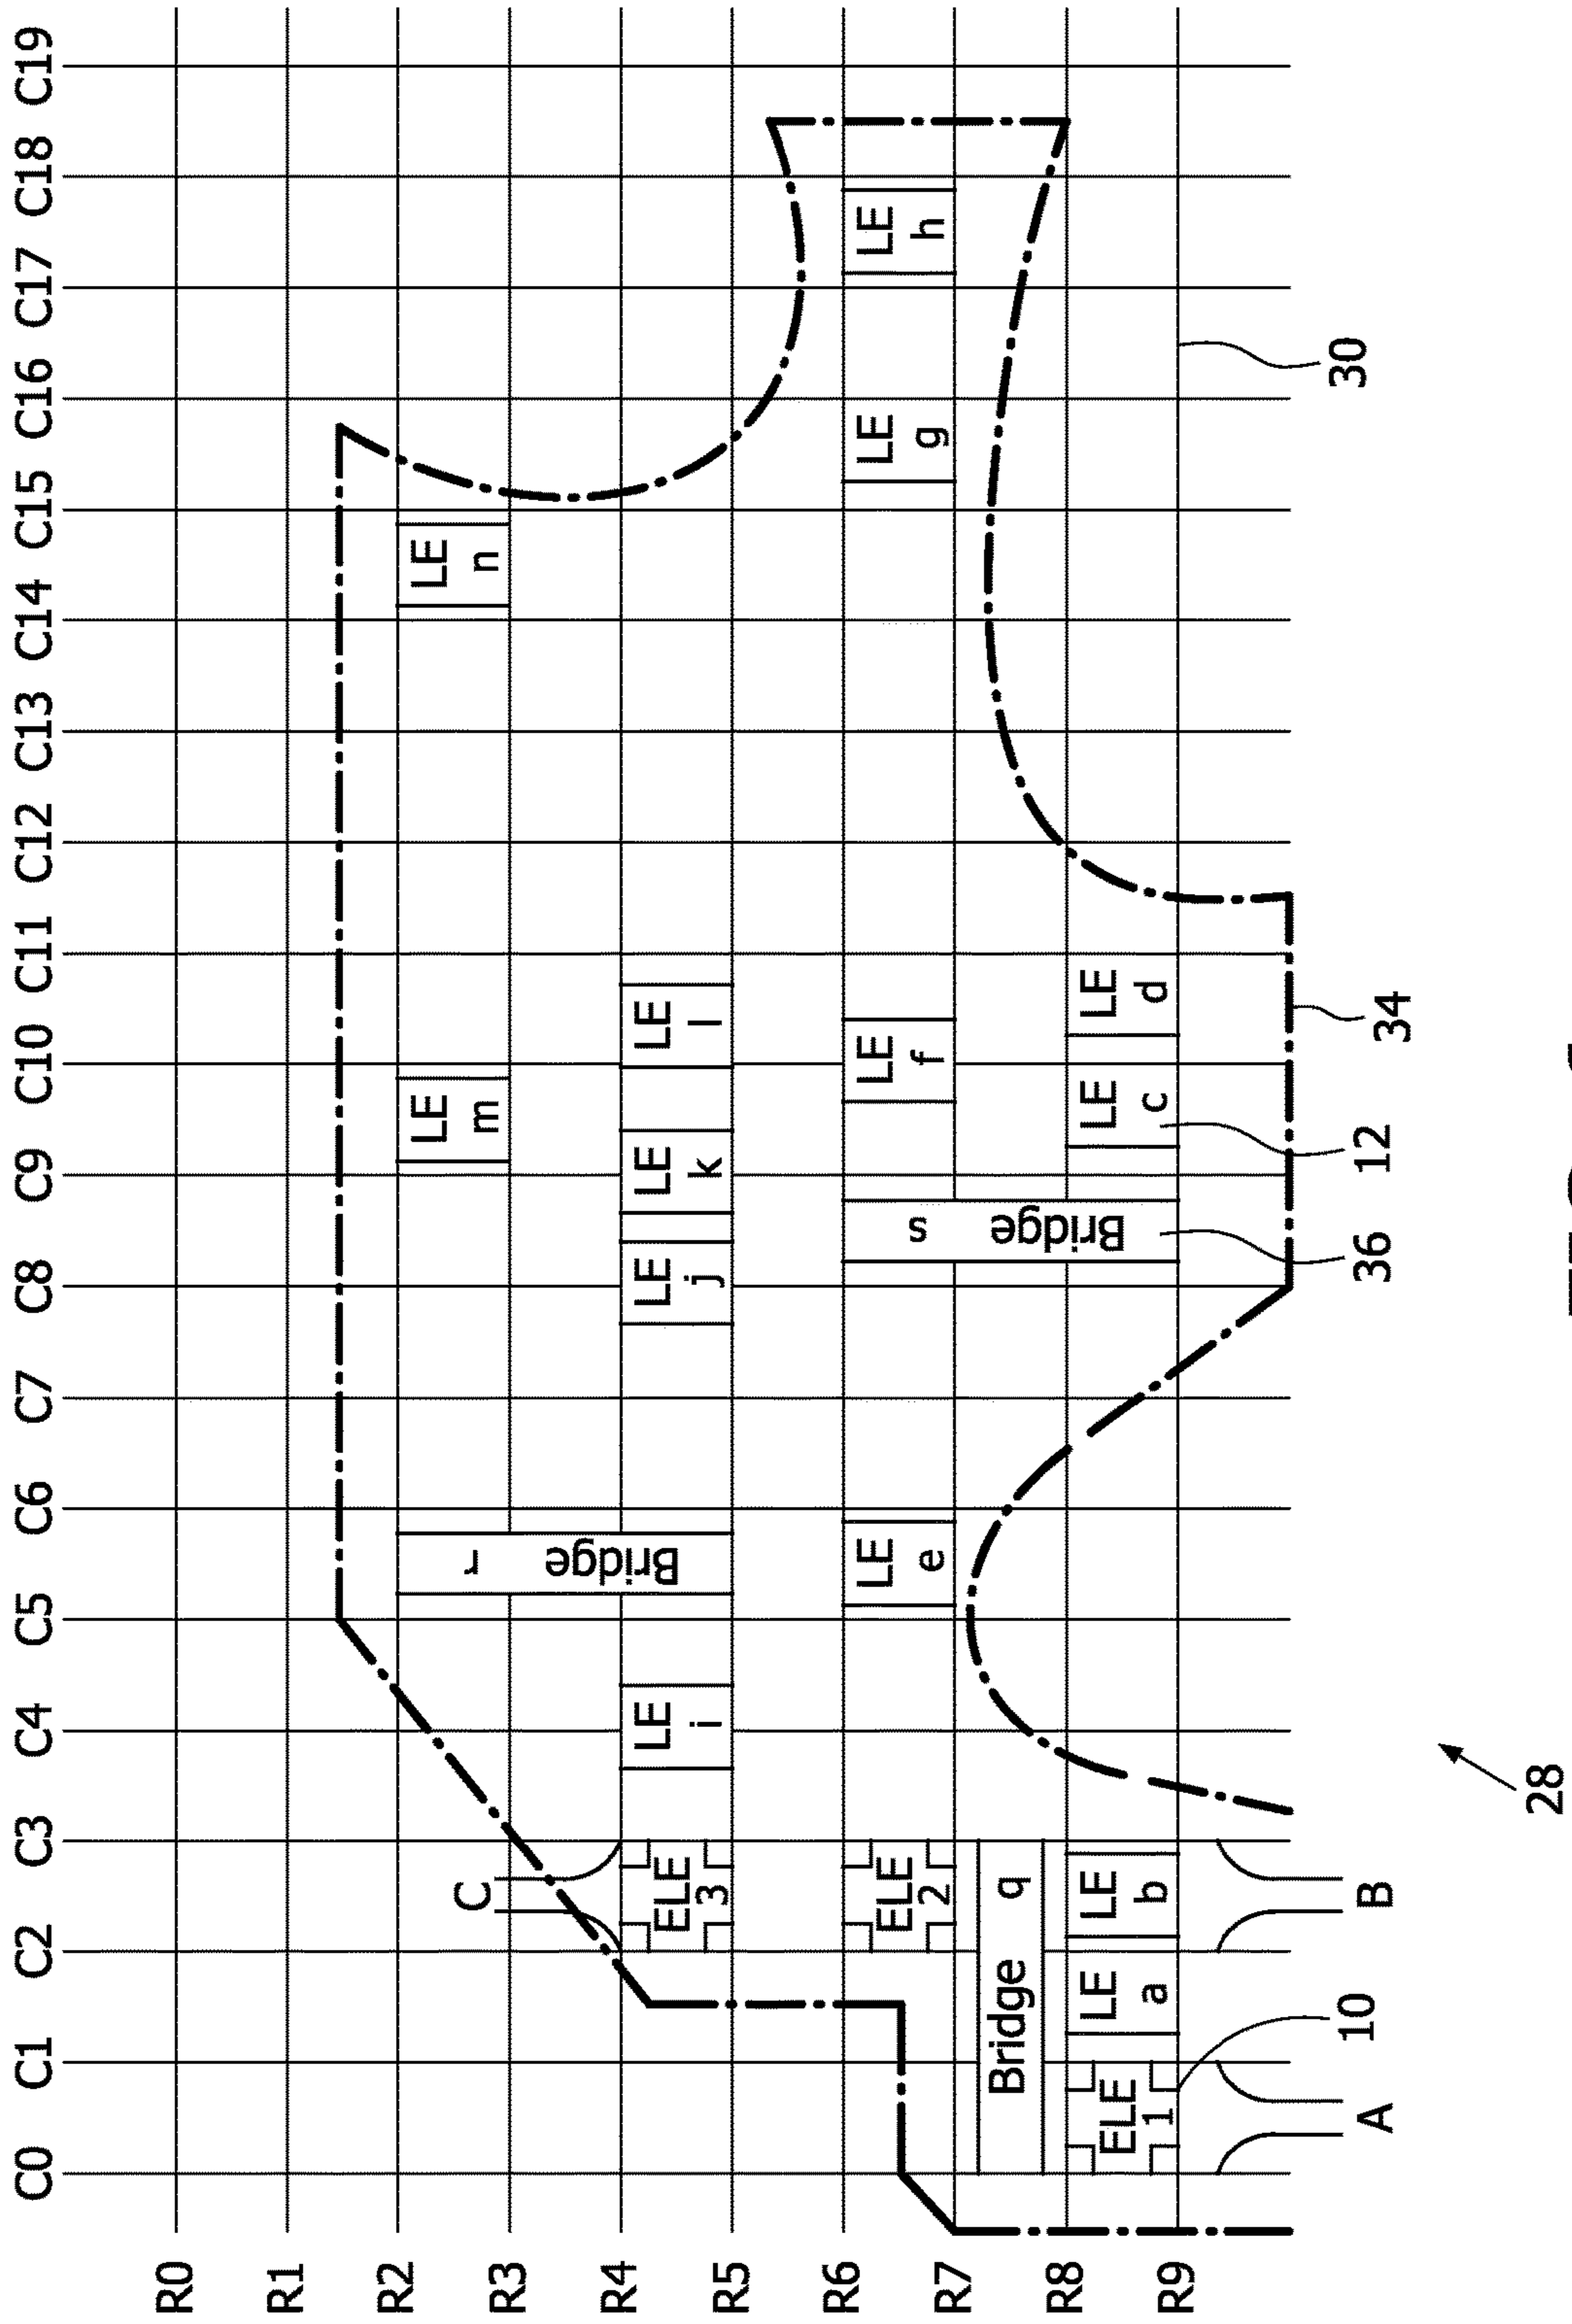 C0 C1 C2 C3 C4 C5 C6 C7 C8 C9 C10 C11 C12 C13 C14 C15 C16 C17 C18 C19
R0
R1
R2
LE LE
m n
Bridge r
R3
C
R4
ELE LE LE LE LE
3 i j k l
R5
R6
ELE LE LE LE LE
2 e f g h
Bridge s
R7
Bridge q
R8
ELE LE LE LE LE
1 a b c d
R9
10 12 30
A B 36 34
28